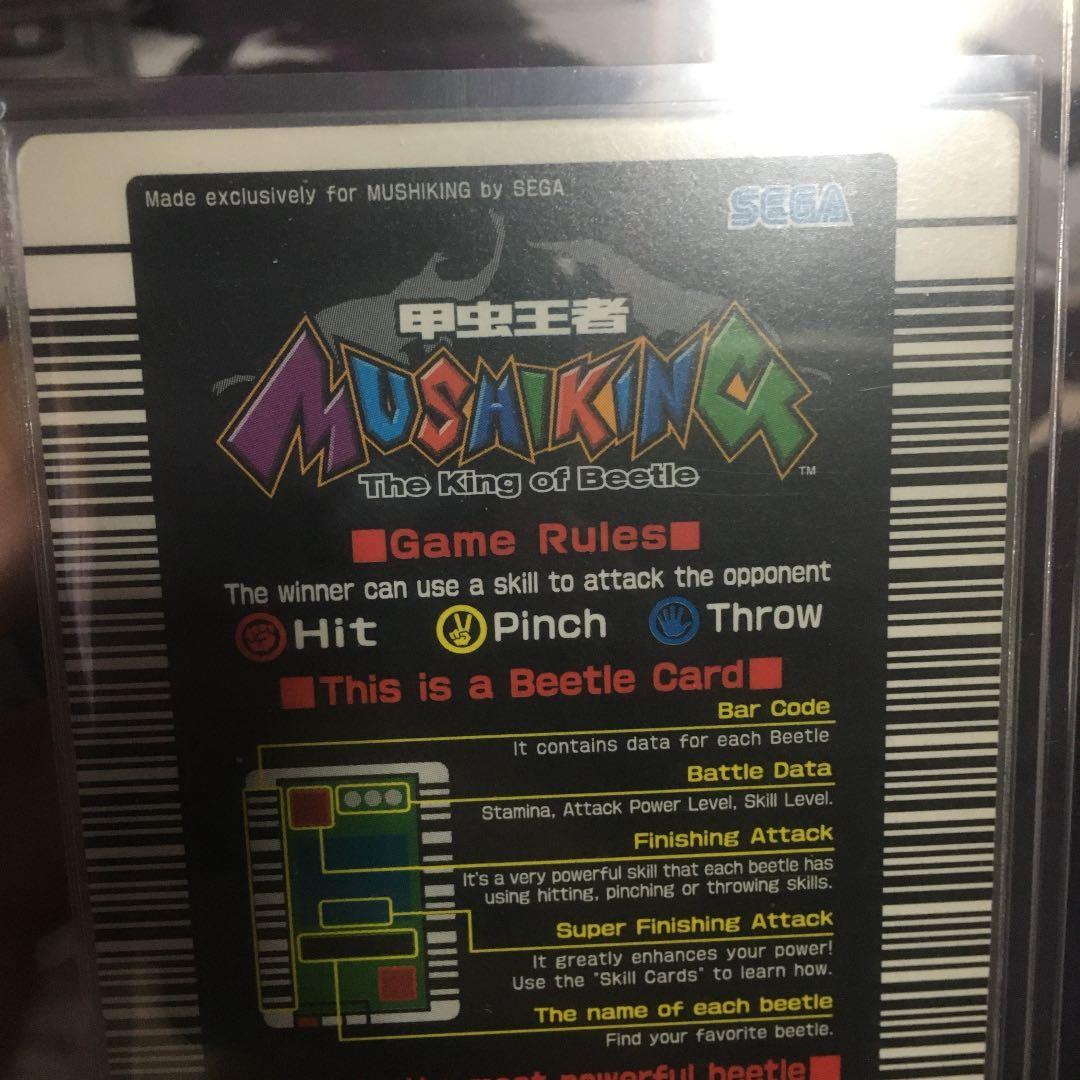 Made exclusively for MUSHIKING by SEGA
SEGA
甲虫王者
MUSHIKING
TM
The King of Beetle
■Game Rules■
The winner can use a skill to attack the opponent
Hit Pinch Throw
■This is a Beetle Card■
Bar Code
It contains data for each Beetle
Battle Data
Stamina, Attack Power Level, Skill Level.
Finishing Attack
It's a very powerful skill that each beetle has
using hitting, pinching or throwing skills.
Super Finishing Attack
It greatly enhances your power!
Use the "Skill Cards" to learn how.
The name of each beetle
Find your favorite beetle.
most powerful beetle■